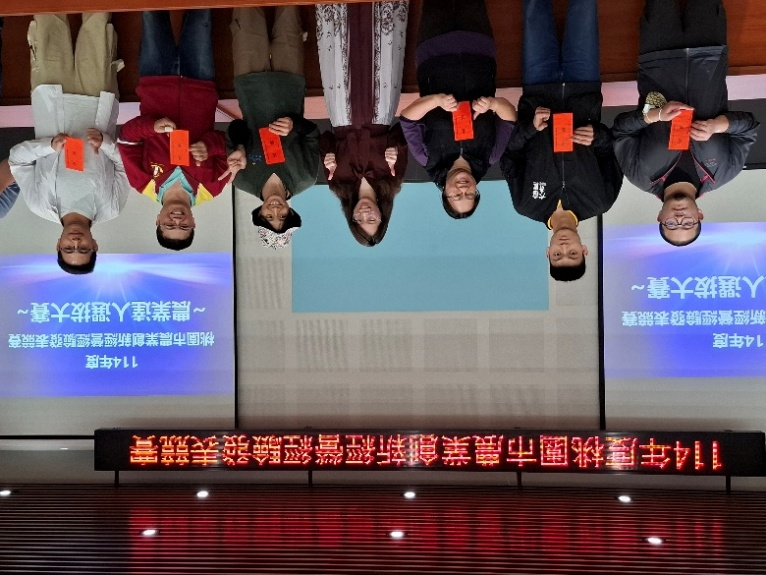 114年度桃園市農業創新經營經驗發表競賽
114年度
桃園市農業創新經營經驗發表競賽
~農業達人選拔大賽~
114年度
新經營經驗發表競賽
人選拔大賽~